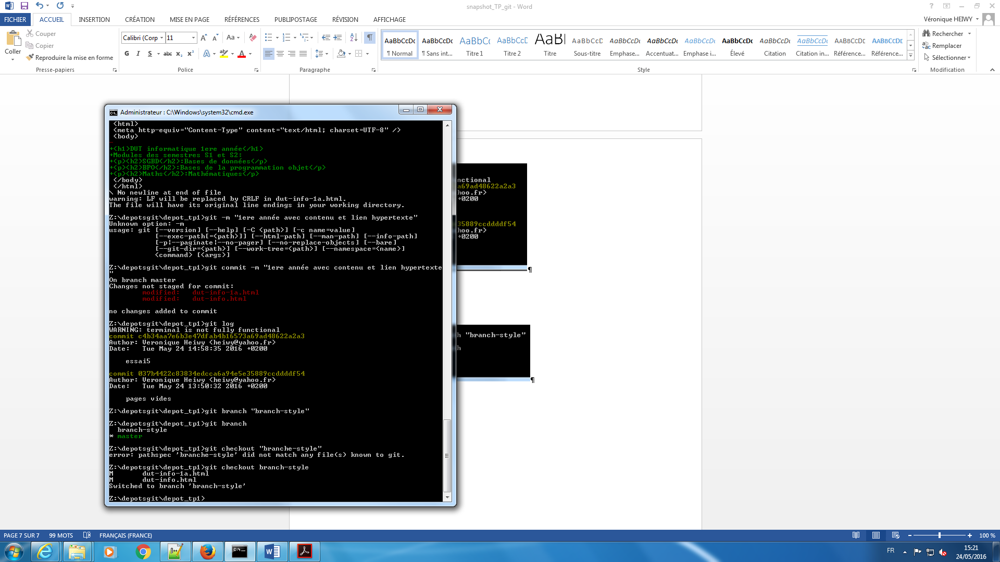 snapshot_TP_git - Word
FICHIER ACCUEIL INSERTION CRÉATION MISE EN PAGE RÉFÉRENCES PUBLIPOSTAGE RÉVISION AFFICHAGE
Véronique HEIWY
Coller
Couper
Copier
Reproduire la mise en forme
Presse-papiers
Calibri (Corp 11
Aa
G I S abc x₂ x² A A
Police
Paragraphe
AaBbCcDc AaBbCcDc AaBbC( AaBbCcD AaBl AaBbCcD AaBbCcDc AaBbCcDc AaBbCcDc AaBbCcDc AaBbCcDc AaBbCcDc AABBCCDE AABBCCDE
¶ Normal ¶ Sans int... Titre 1 Titre 2 Titre Sous-titre Emphase... Accentuat... Emphase i... Élevé Citation Citation in... Référence... Référence...
Style
Rechercher
Remplacer
Sélectionner
Modification
Administrateur : C:\Windows\system32\cmd.exe
<html>
<meta http-equiv="Content-Type" content="text/html; charset=UTF-8" />
<body>
-
+<h1>DUT informatique 1ere année</h1>
+Modules des semestres S1 et S2:
+<p><h2>SGBD</h2>:Bases de données</p>
+<p><h2>BPO</h2>:Bases de la programmation objet</p>
+<p><h2>Maths</h2>:Mathématiques</p>
</body>
</html>
\ No newline at end of file
warning: LF will be replaced by CRLF in dut-info-1a.html.
The file will have its original line endings in your working directory.
Z:\depotsgit\depot_tp1>git -m "1ere année avec contenu et lien hypertexte"
Unknown option: -m
usage: git [--version] [--help] [-C <path>] [-c name=value]
[--exec-path[=<path>]] [--html-path] [--man-path] [--info-path]
[-p¦--paginate¦--no-pager] [--no-replace-objects] [--bare]
[--git-dir=<path>] [--work-tree=<path>] [--namespace=<name>]
<command> [<args>]
Z:\depotsgit\depot_tp1>git commit -m "1ere année avec contenu et lien hypertexte
"
On branch master
Changes not staged for commit:
modified: dut-info-1a.html
modified: dut-info.html
no changes added to commit
Z:\depotsgit\depot_tp1>git log
WARNING: terminal is not fully functional
commit c4b34aa7e6b3e47dfab4b16573a69ad48622a2a3
Author: Veronique Heiwy <heiwy@yahoo.fr>
Date: Tue May 24 14:58:35 2016 +0200
essai5
commit 037b4422c83834edcca6a94e5e35889ccddddf54
Author: Veronique Heiwy <heiwy@yahoo.fr>
Date: Tue May 24 13:50:32 2016 +0200
pages vides
Z:\depotsgit\depot_tp1>git branch "branch-style"
Z:\depotsgit\depot_tp1>git branch
branch-style
* master
Z:\depotsgit\depot_tp1>git checkout "branche-style"
error: pathspec 'branche-style' did not match any file(s) known to git.
Z:\depotsgit\depot_tp1>git checkout branch-style
M dut-info-1a.html
M dut-info.html
Switched to branch 'branch-style'
Z:\depotsgit\depot_tp1>
nctional
a69ad48622a2a3
hoo.fr>
+0200
35889ccddddf54
hoo.fr>
+0200
¶
h "branch-style"
h
¶
PAGE 7 SUR 7 99 MOTS FRANÇAIS (FRANCE)
100 %
FR
15:21
24/05/2016